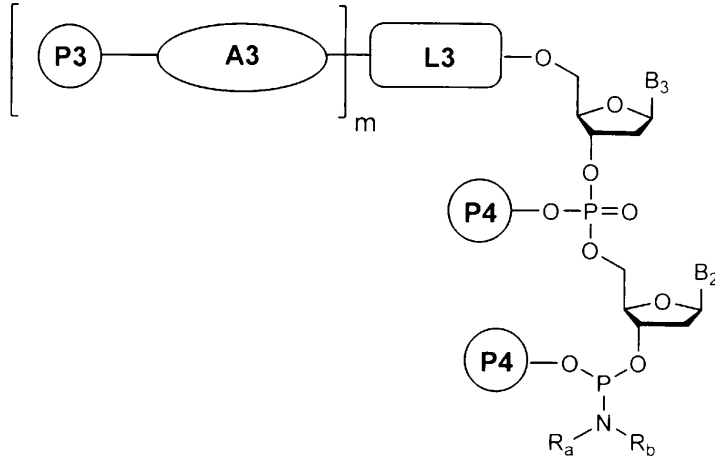 P3 A3 L3 O
m
B3
O
O
P4 O P = O
O
B2
O
P4 O P O
N
Ra Rb